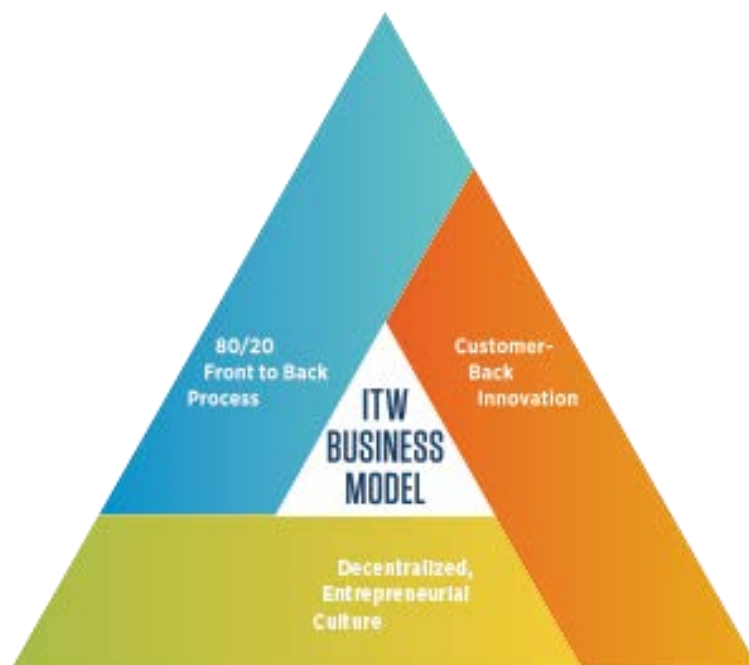 80/20
Front to Back
Process
Customer-
Back
Innovation
ITW
BUSINESS
MODEL
Decentralized,
Entrepreneurial
Culture